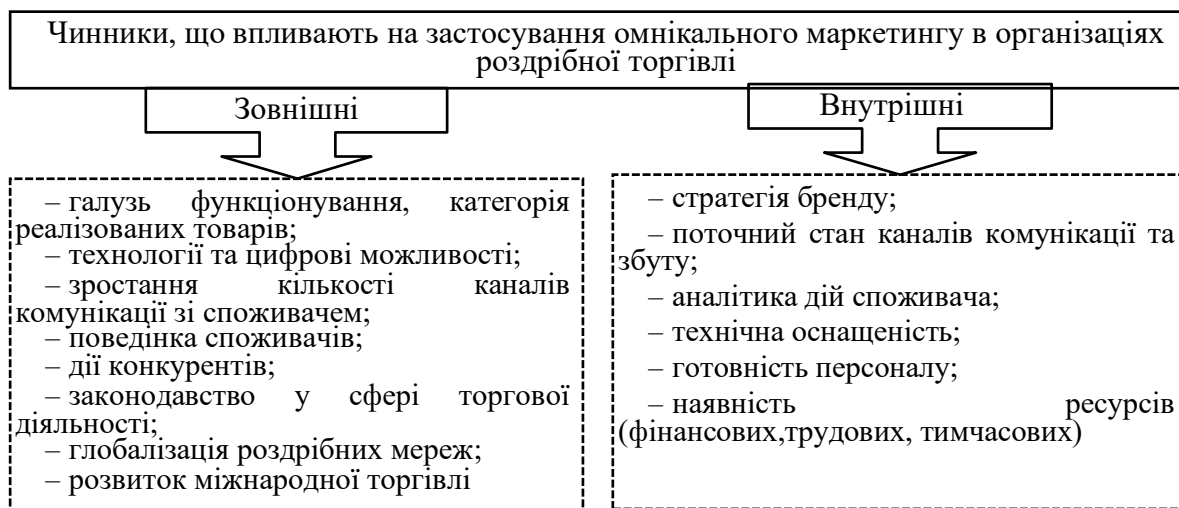 Чинники, що впливають на застосування омнікального маркетингу в організаціях
роздрібної торгівлі
Зовнішні
– галузь функціонування, категорія
реалізованих товарів;
– технології та цифрові можливості;
– зростання кількості каналів
комунікації зі споживачем;
– поведінка споживачів;
– дії конкурентів;
– законодавство у сфері торгової
діяльності;
– глобалізація роздрібних мереж;
– розвиток міжнародної торгівлі
Внутрішні
– стратегія бренду;
– поточний стан каналів комунікації та
збуту;
– аналітика дій споживача;
– технічна оснащеність;
– готовність персоналу;
– наявність ресурсів
(фінансових,трудових, тимчасових)